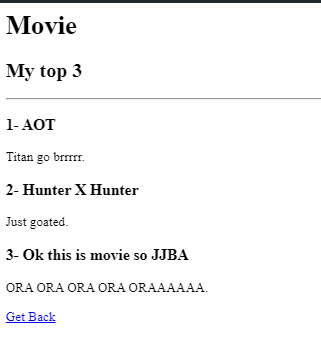 Movie
My top 3
1- AOT
Titan go brrrrr.
2- Hunter X Hunter
Just goated.
3- Ok this is movie so JJBA
ORA ORA ORA ORA ORAAAAAA.
Get Back